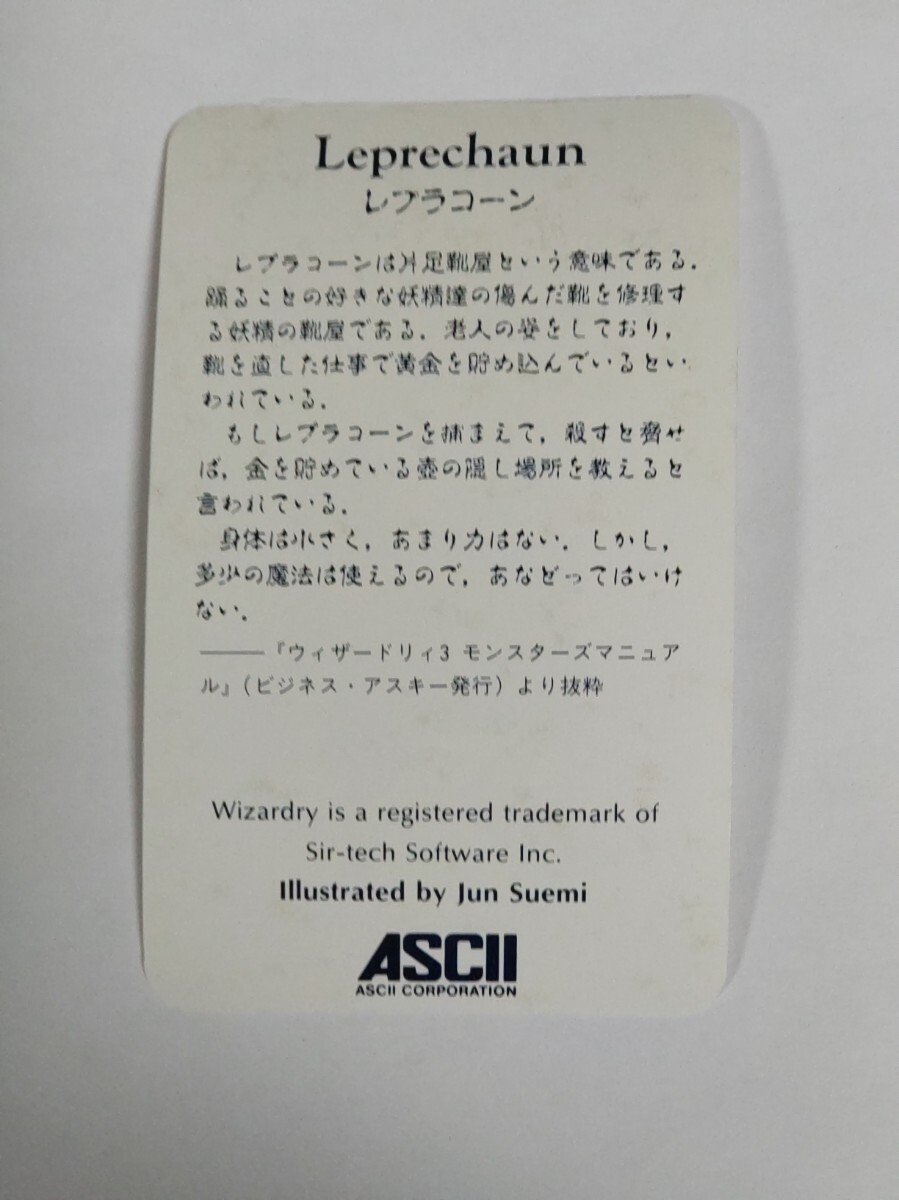 Leprechaun
レプラコーン
レプラコーンは片足靴屋という意味である.
踊ることの好きな妖精達の傷んだ靴を修理す
る妖精の靴屋である. 老人の姿をしており,
靴を直した仕事で黄金を貯め込んでいるとい
われている.
もしレプラコーンを捕まえて, 殺すと脅せ
ば, 金を貯めている壺の隠し場所を教えると
言われている.
身体は小さく, あまり力はない. しかし,
多少の魔法は使えるので, あなどってはいけ
ない.
――『ウィザードリィ3 モンスターズマニュア
ル』(ビジネス・アスキー発行) より抜粋
Wizardry is a registered trademark of
Sir-tech Software Inc.
Illustrated by Jun Suemi
ASCII
ASCII CORPORATION